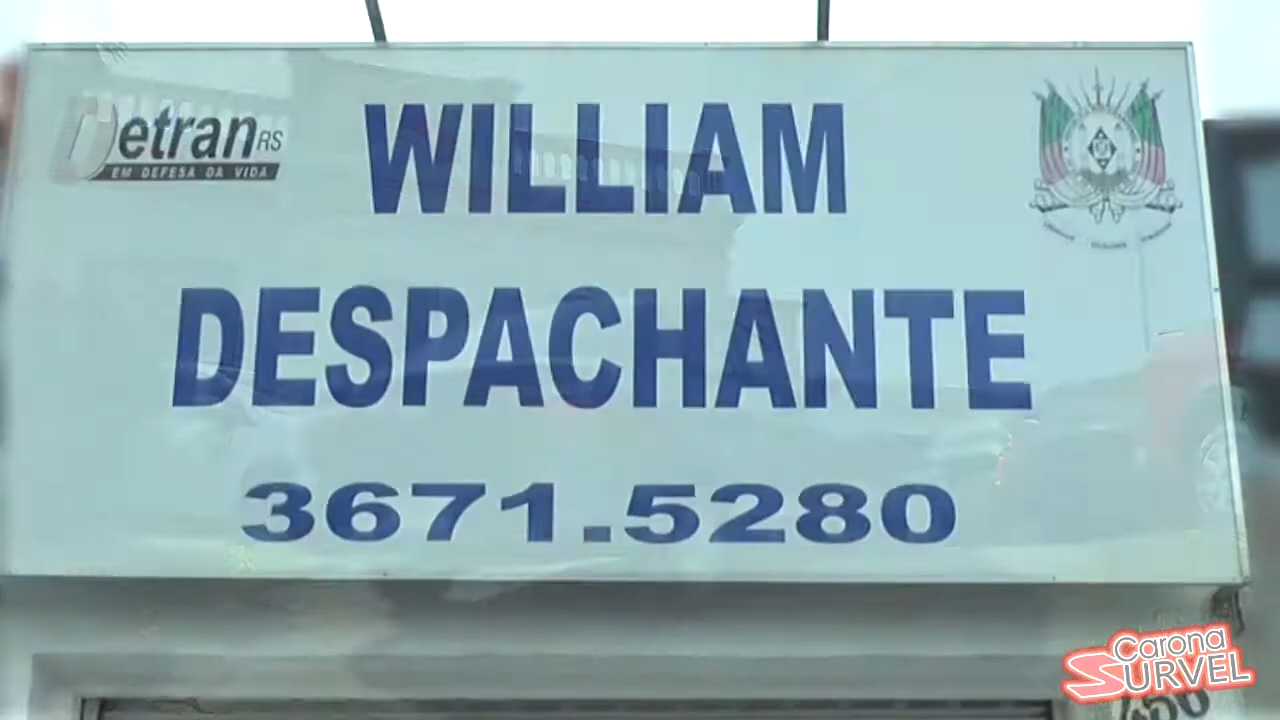 Detran RS
EM DEFESA DA VIDA
WILLIAM
DESPACHANTE
3671.5280
Carona
SURVEL